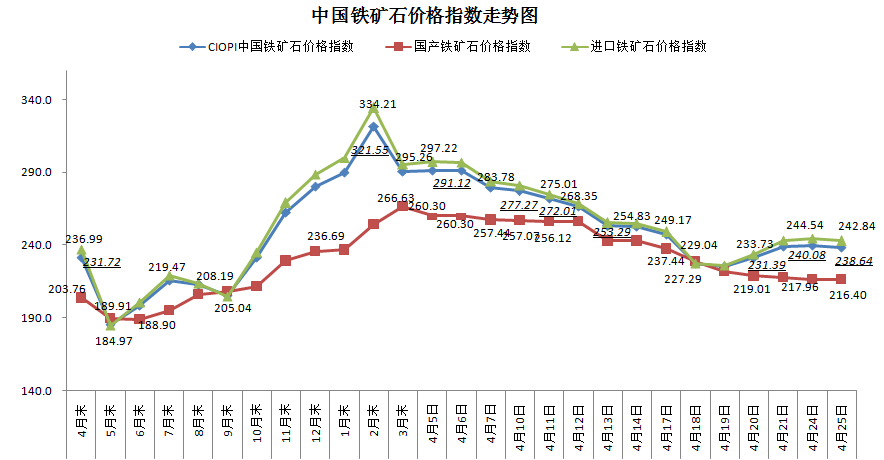 中国铁矿石价格指数走势图
CIOPI中国铁矿石价格指数 国产铁矿石价格指数 进口铁矿石价格指数
340.0
290.0
240.0
190.0
140.0
236.99
231.72
203.76
189.91
184.97
188.90
219.47
208.19
205.04
236.69
334.21
321.55
266.63
295.26
297.22
291.12
260.30
260.30
283.78
257.44
277.27
257.07
275.01
272.01
256.12
268.35
253.29
254.83
249.17
237.44
229.04
227.29
233.73
231.39
219.01
244.54
240.08
217.96
242.84
238.64
216.40
4月末
5月末
6月末
7月末
8月末
9月末
10月末
11月末
12月末
1月末
2月末
3月末
4月5日
4月6日
4月7日
4月10日
4月11日
4月12日
4月13日
4月14日
4月17日
4月18日
4月19日
4月20日
4月21日
4月24日
4月25日